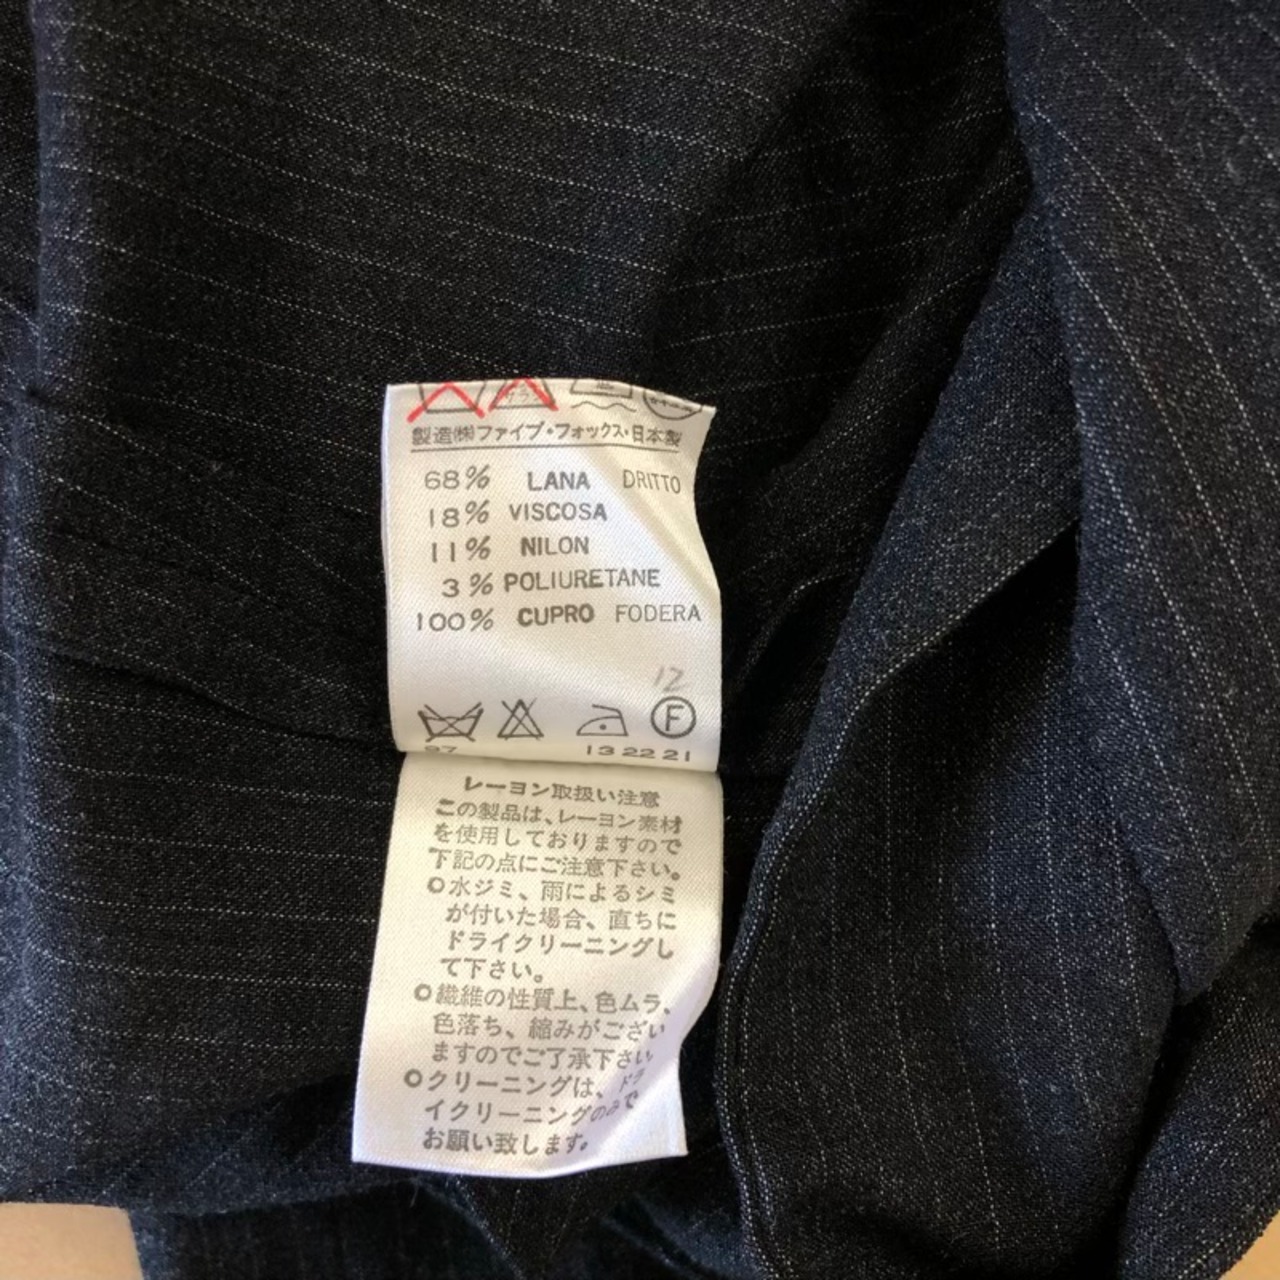 製造㈱ファイブ・フォックス・日本製
68% LANA DRITTO
18% VISCOSA
11% NILON
3% POLIURETANE
100% CUPRO FODERA
12
F
97 13 22 21
レーヨン取扱い注意
この製品は、レーヨン素材
を使用しておりますので
下記の点にご注意下さい。
○水ジミ、雨によるシミ
が付いた場合、直ちに
ドライクリーニングし
て下さい。
○繊維の性質上、色ムラ、
色落ち、縮みがござい
ますのでご了承下さい。
○クリーニングは、ドラ
イクリーニングのみで
お願い致します。